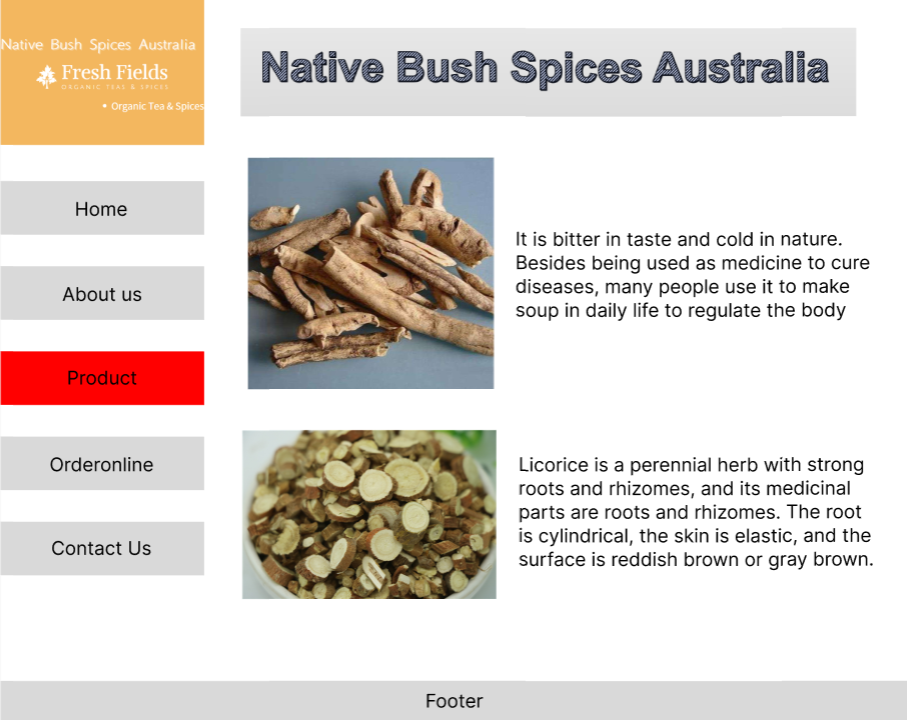 Native Bush Spices Australia
Fresh Fields
ORGANIC TEAS & SPICES
• Organic Tea & Spices
Native Bush Spices Australia
Home
About us
Product
Orderonline
Contact Us
It is bitter in taste and cold in nature.
Besides being used as medicine to cure
diseases, many people use it to make
soup in daily life to regulate the body
Licorice is a perennial herb with strong
roots and rhizomes, and its medicinal
parts are roots and rhizomes. The root
is cylindrical, the skin is elastic, and the
surface is reddish brown or gray brown.
Footer